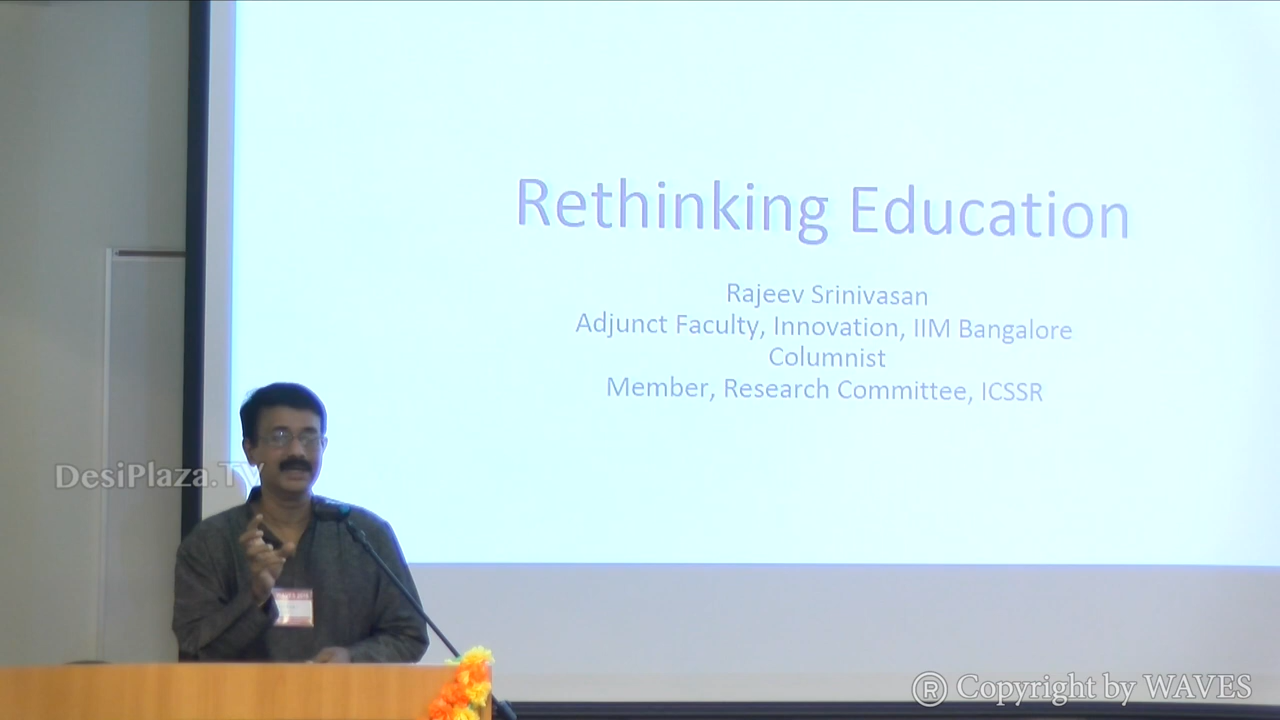 Rethinking Education
Rajeev Srinivasan
Adjunct Faculty, Innovation, IIM Bangalore
Columnist
Member, Research Committee, ICSSR
DesiPlaza.TV
® Copyright by WAVES